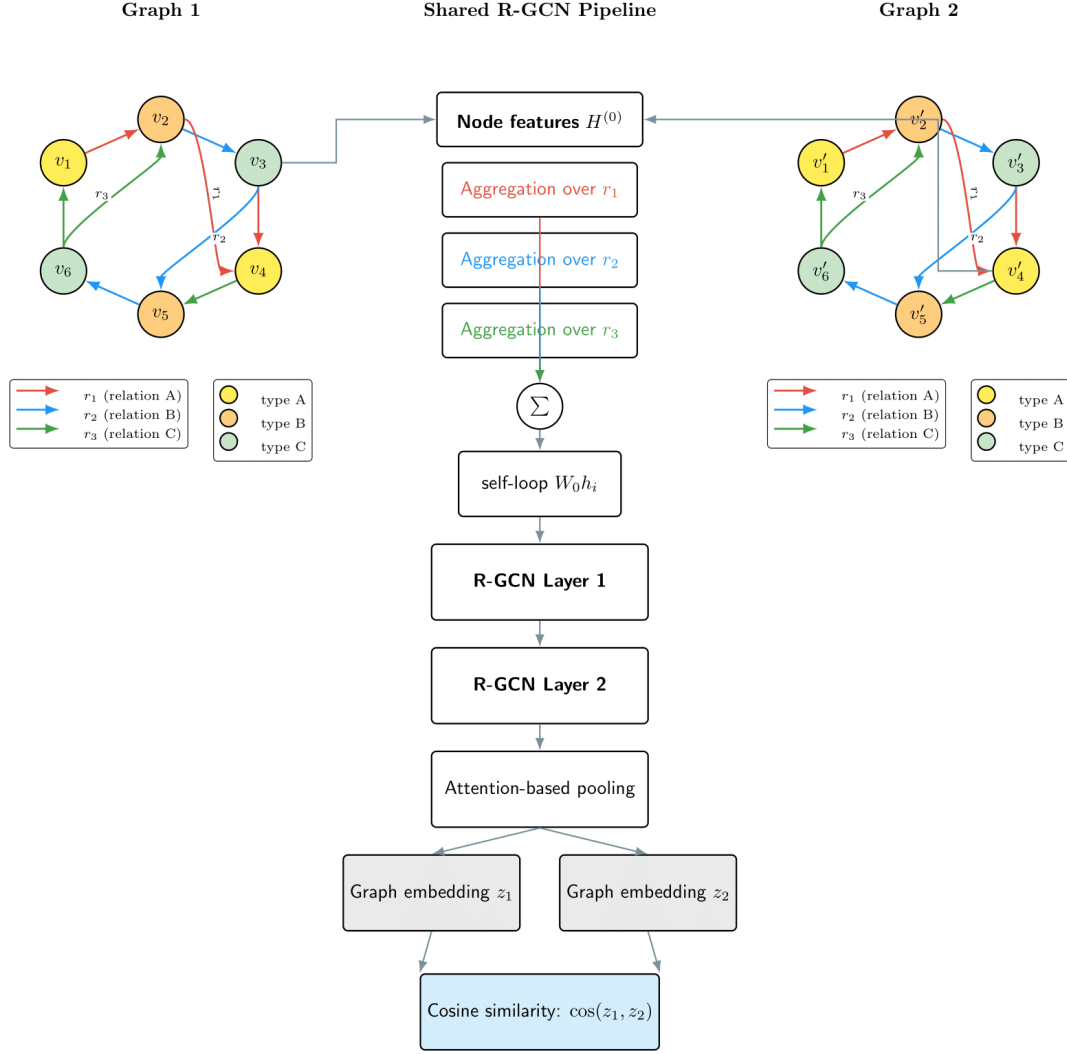 Graph 1
Shared R-GCN Pipeline
Graph 2
v₂
v₁
v₃
r₃
r₁
r₂
v₆
v₄
v₅
r₁ (relation A)
r₂ (relation B)
r₃ (relation C)
type A
type B
type C
Node features H⁽⁰⁾
Aggregation over r₁
Aggregation over r₂
Aggregation over r₃
∑
self-loop W₀hᵢ
R-GCN Layer 1
R-GCN Layer 2
Attention-based pooling
Graph embedding z₁
Graph embedding z₂
Cosine similarity: cos(z₁, z₂)
v′₂
v′₁
v′₃
r₃
r₁
r₂
v′₆
v′₄
v′₅
r₁ (relation A)
r₂ (relation B)
r₃ (relation C)
type A
type B
type C